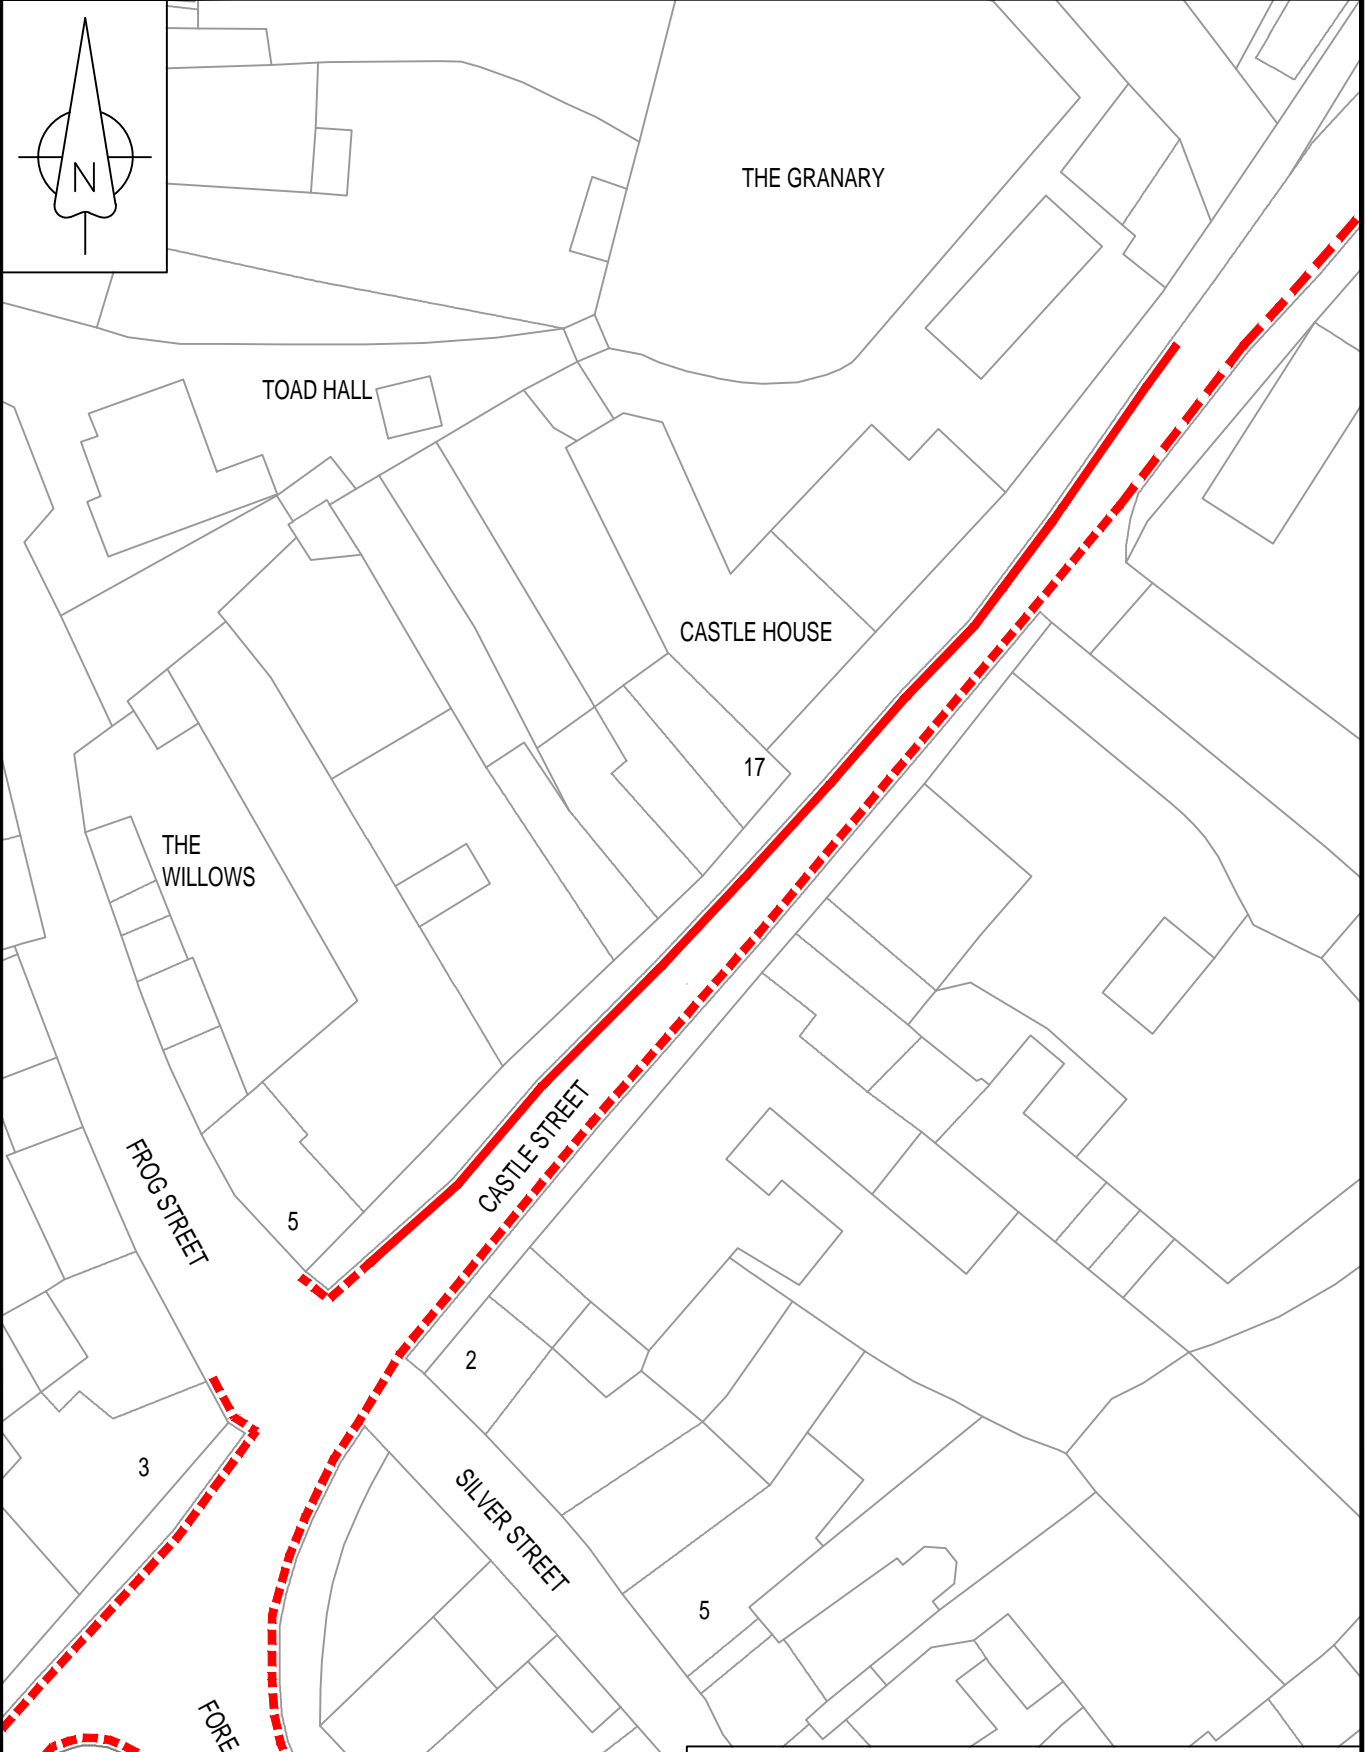 N
THE GRANARY
TOAD HALL
CASTLE HOUSE
17
THE
WILLOWS
CASTLE STREET
FROG STREET
5
2
3
SILVER STREET
5
FORE